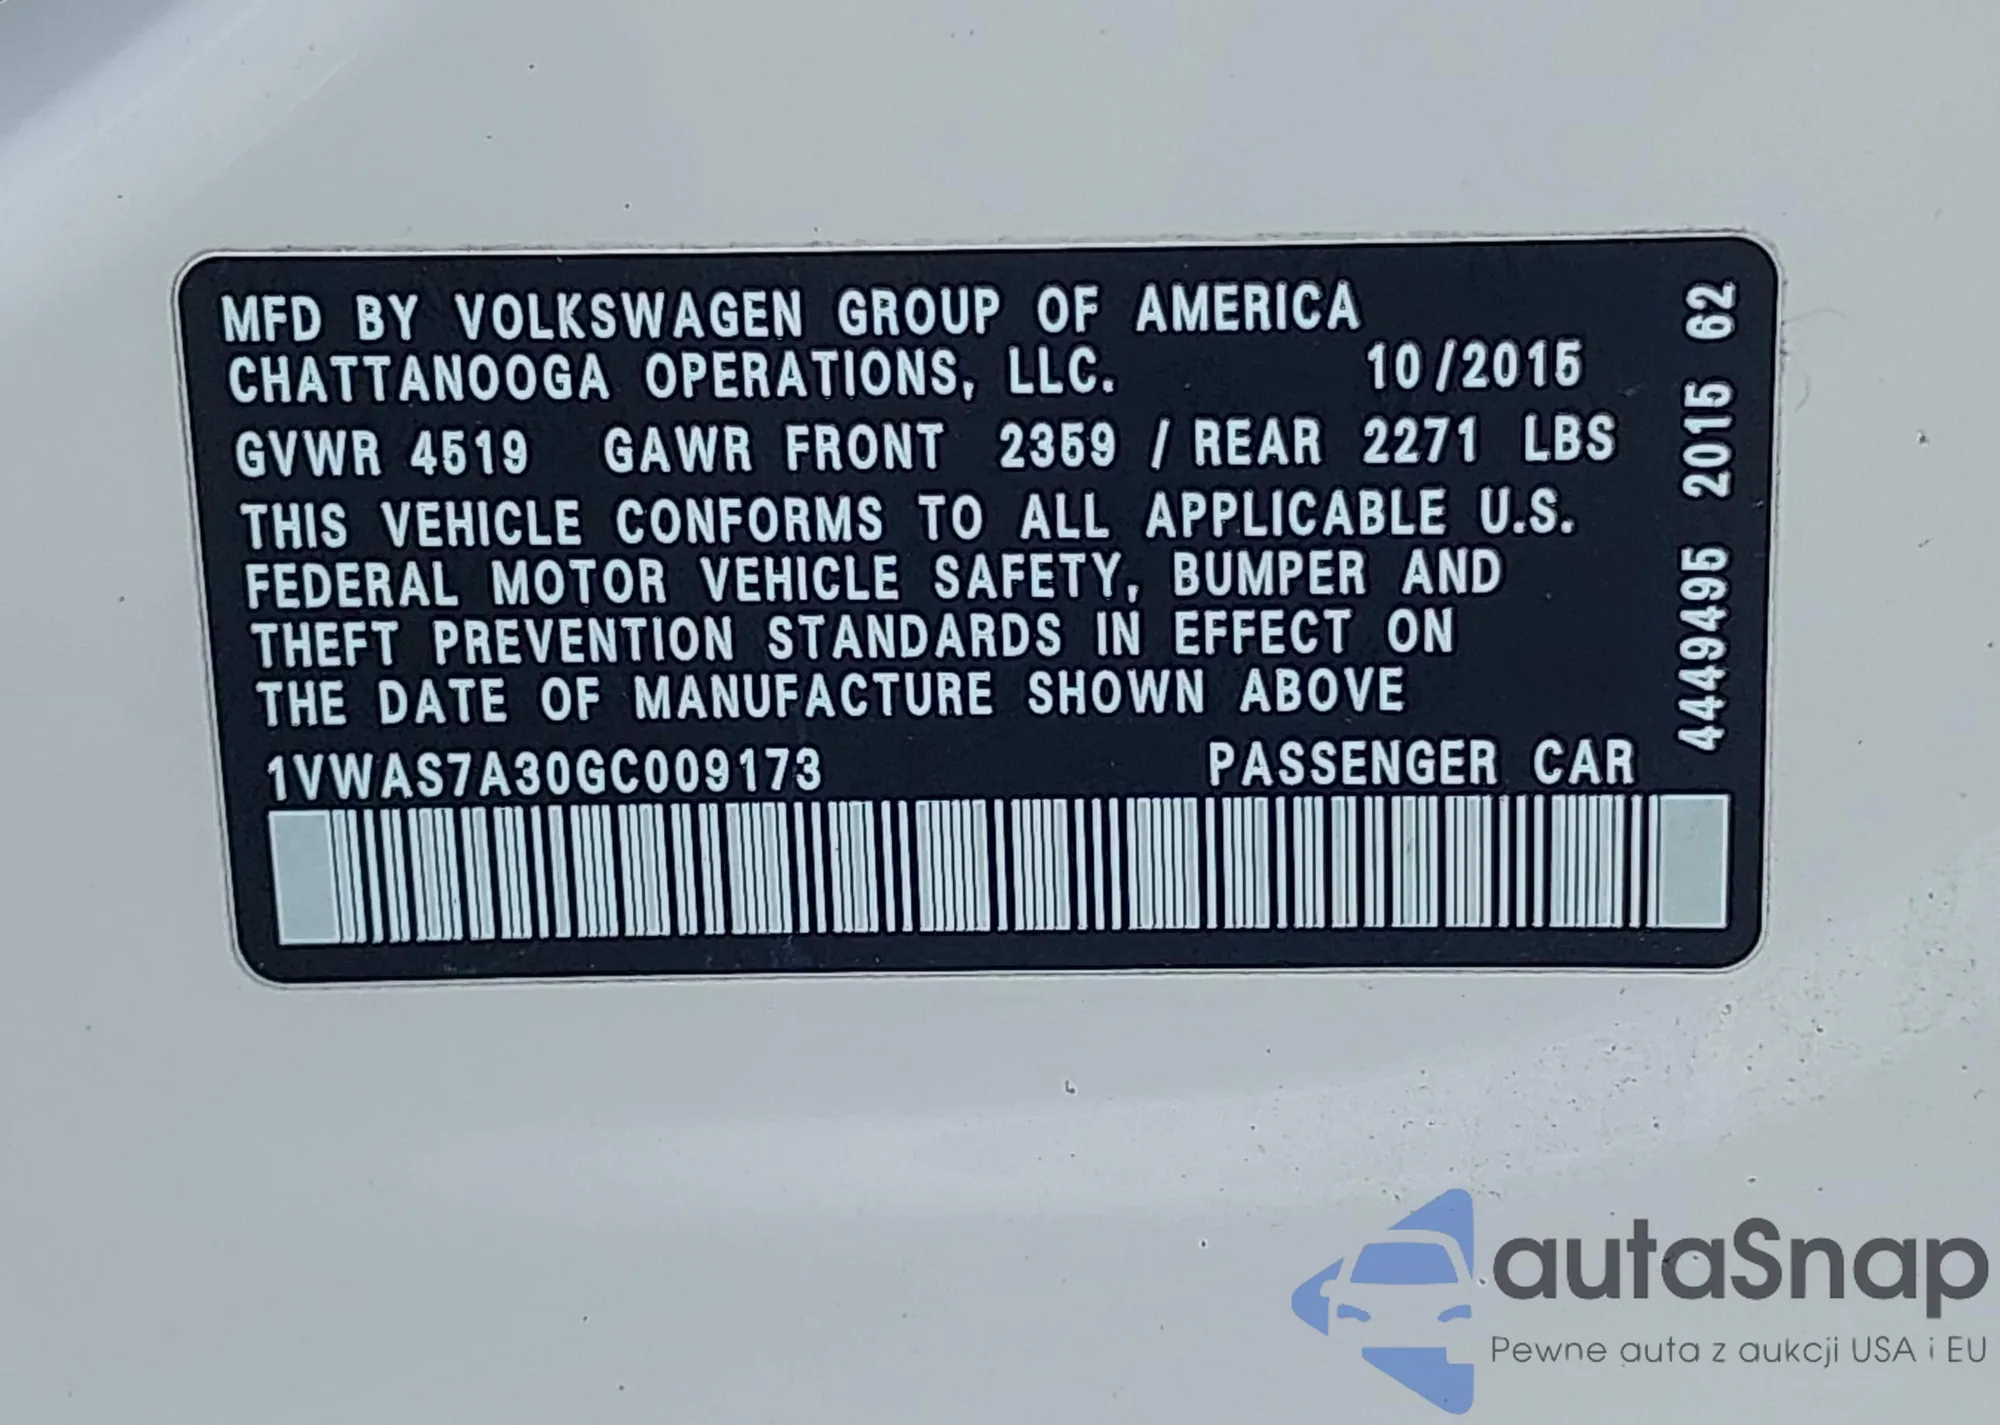 MFD BY VOLKSWAGEN GROUP OF AMERICA
CHATTANOOGA OPERATIONS, LLC. 10/2015
GVWR 4519 GAWR FRONT 2359 / REAR 2271 LBS
THIS VEHICLE CONFORMS TO ALL APPLICABLE U.S.
FEDERAL MOTOR VEHICLE SAFETY, BUMPER AND
THEFT PREVENTION STANDARDS IN EFFECT ON
THE DATE OF MANUFACTURE SHOWN ABOVE
1VWAS7A30GC009173 PASSENGER CAR
4449495 2015 62
autaSnap
Pewne auta z aukcji USA i EU